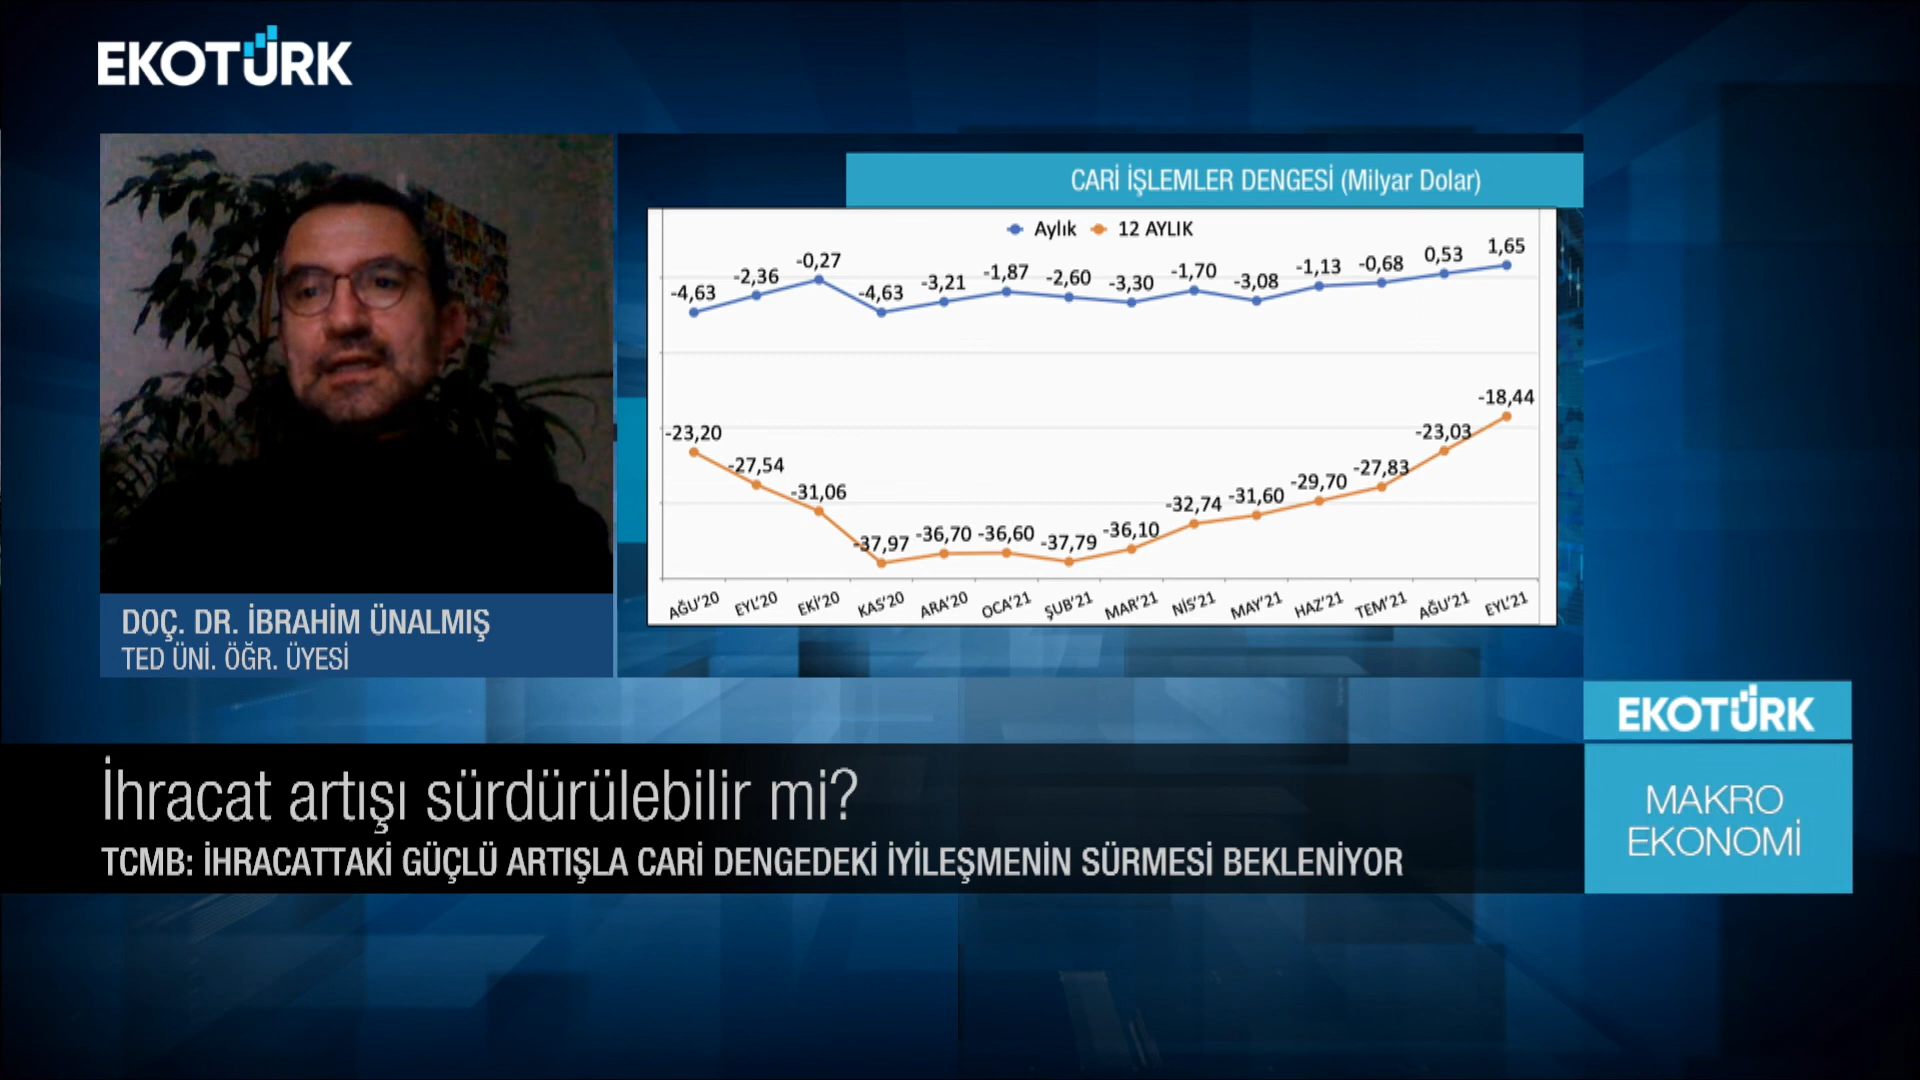 EKOTÜRK
CARİ İŞLEMLER DENGESİ (Milyar Dolar)
Aylık 12 AYLIK
-4,63 -2,36 -0,27 -4,63 -3,21 -1,87 -2,60 -3,30 -1,70 -3,08 -1,13 -0,68 0,53 1,65
-23,20 -27,54 -31,06 -37,97 -36,70 -36,60 -37,79 -36,10 -32,74 -31,60 -29,70 -27,83 -23,03 -18,44
AĞU'20 EYL'20 EKİ'20 KAS'20 ARA'20 OCA'21 ŞUB'21 MAR'21 NİS'21 MAY'21 HAZ'21 TEM'21 AĞU'21 EYL'21
DOÇ. DR. İBRAHİM ÜNALMIŞ
TED ÜNİ. ÖĞR. ÜYESİ
EKOTÜRK
MAKRO
EKONOMİ
İhracat artışı sürdürülebilir mi?
TCMB: İHRACATTAKİ GÜÇLÜ ARTIŞLA CARİ DENGEDEKİ İYİLEŞMENİN SÜRMESİ BEKLENİYOR